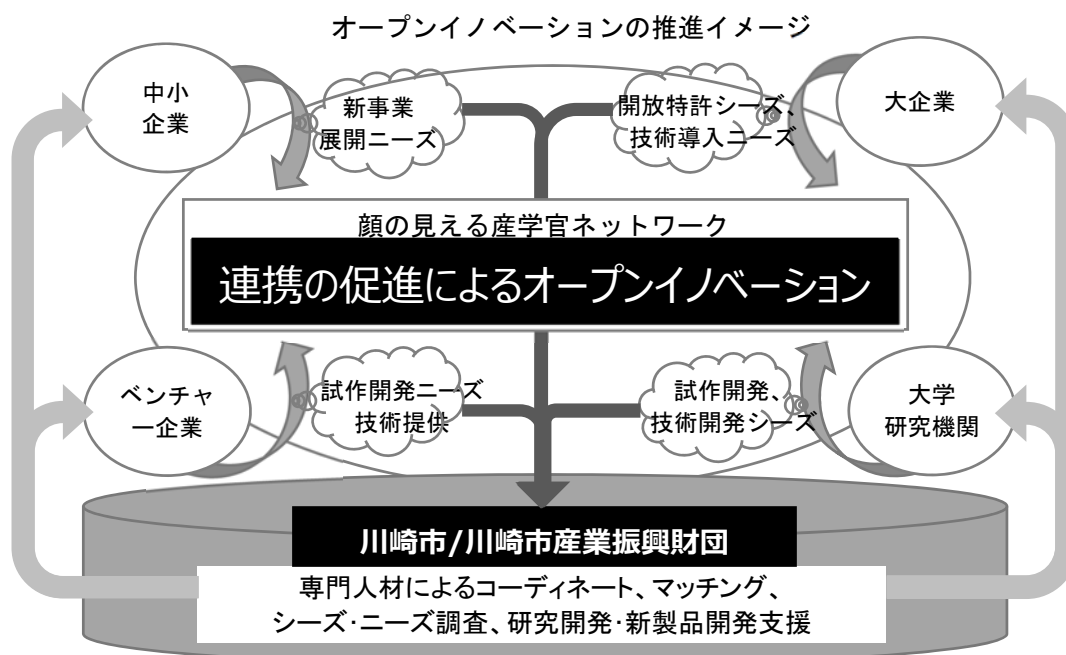 オープンイノベーションの推進イメージ
中小
企業
新事業
展開ニーズ
開放特許シーズ、
技術導入ニーズ
大企業
顔の見える産学官ネットワーク
連携の促進によるオープンイノベーション
ベンチャ
ー企業
試作開発ニーズ
技術提供
試作開発、
技術開発シーズ
大学
研究機関
川崎市/川崎市産業振興財団
専門人材によるコーディネート、マッチング、
シーズ・ニーズ調査、研究開発・新製品開発支援